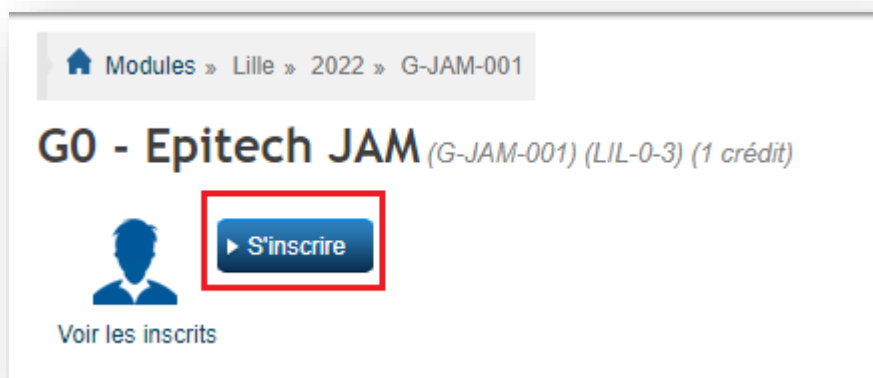 Modules » Lille » 2022 » G-JAM-001
G0 - Epitech JAM (G-JAM-001) (LIL-0-3) (1 crédit)
S'inscrire
Voir les inscrits